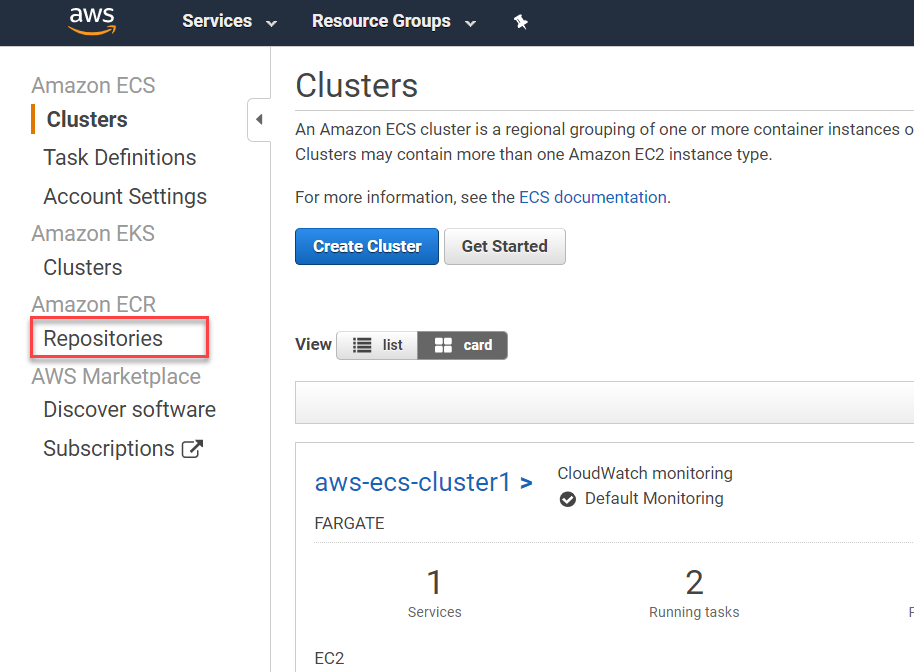 aws Services Resource Groups
Amazon ECS
Clusters
Task Definitions
Account Settings
Amazon EKS
Clusters
Amazon ECR
Repositories
AWS Marketplace
Discover software
Subscriptions
Clusters
An Amazon ECS cluster is a regional grouping of one or more container instances o
Clusters may contain more than one Amazon EC2 instance type.
For more information, see the ECS documentation.
Create Cluster Get Started
View list card
aws-ecs-cluster1 >
CloudWatch monitoring
Default Monitoring
FARGATE
1 2
Services Running tasks
EC2